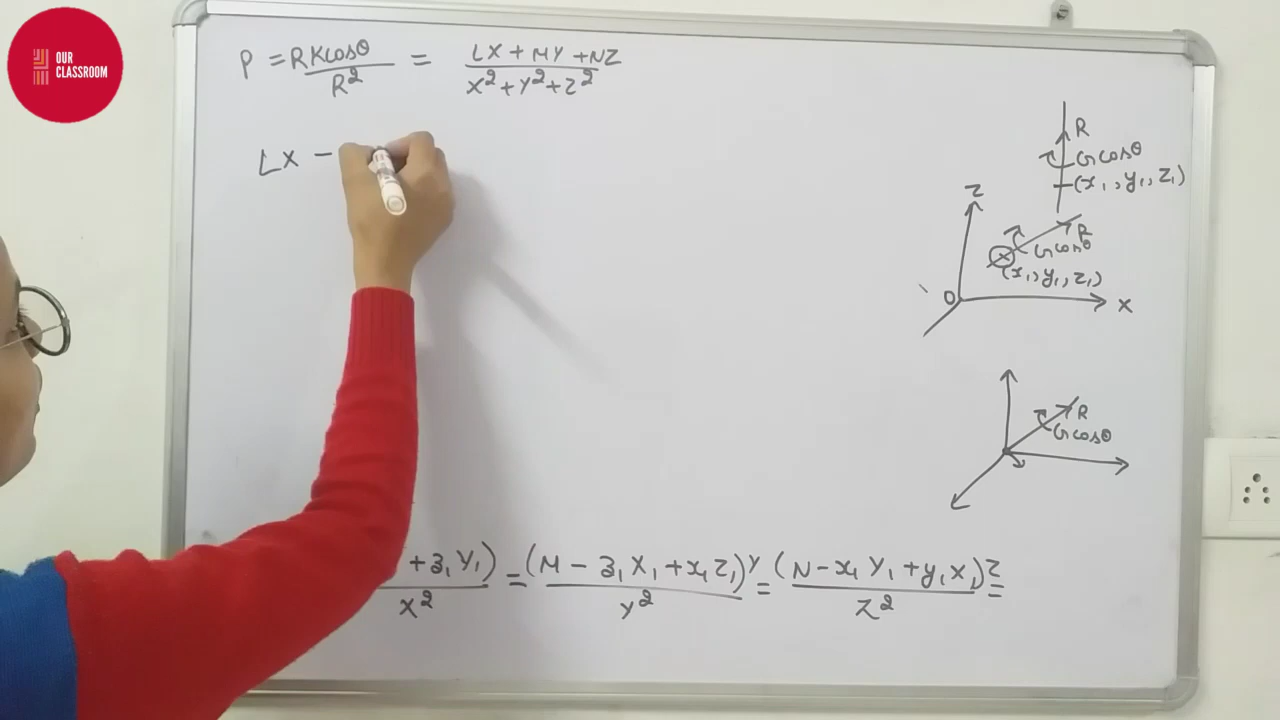 OUR
CLASSROOM
P = RKcosθ / R² = LX + MY + NZ / X² + Y² + Z²
LX −
R
Gcosθ
(x₁, y₁, z₁)
Z
R
Gcosθ
(x₁, y₁, z₁)
O
X
R
Gcosθ
+ z₁Y₁) / X² = (M − z₁X₁ + x₁Z₁)Y / Y² = (N − x₁Y₁ + y₁X₁)Z / Z² =